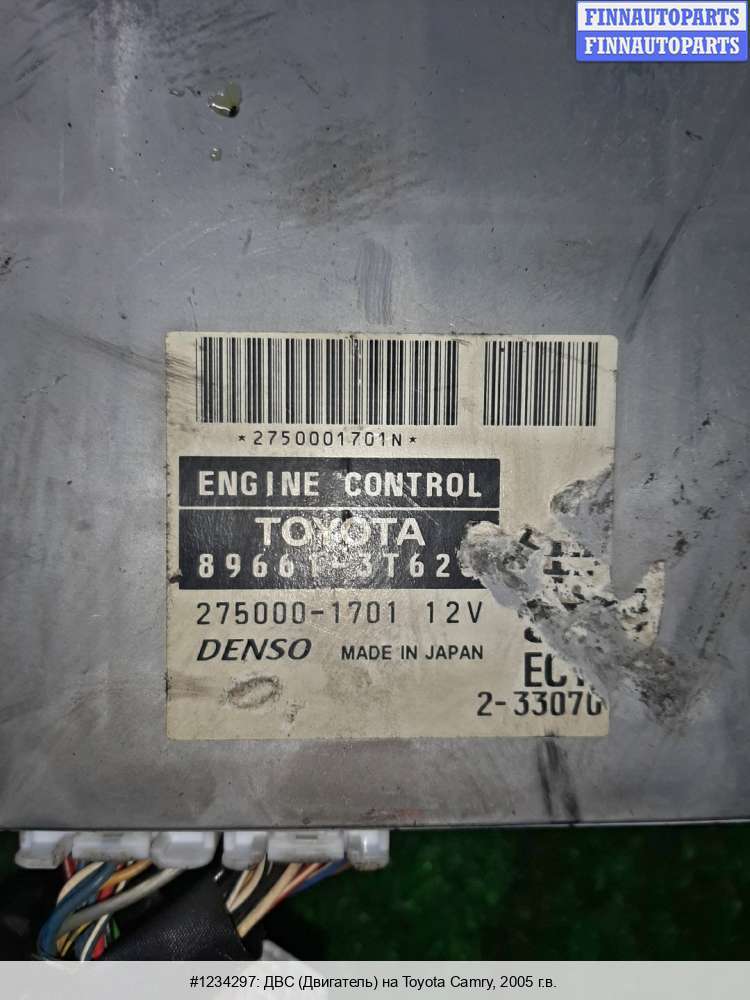 FINNAUTOPARTS
FINNAUTOPARTS
*2750001701N*
ENGINE CONTROL
TOYOTA
275000-1701 12V
DENSO MADE IN JAPAN
2-33070
#1234297: ДВС (Двигатель) на Toyota Camry, 2005 г.в.